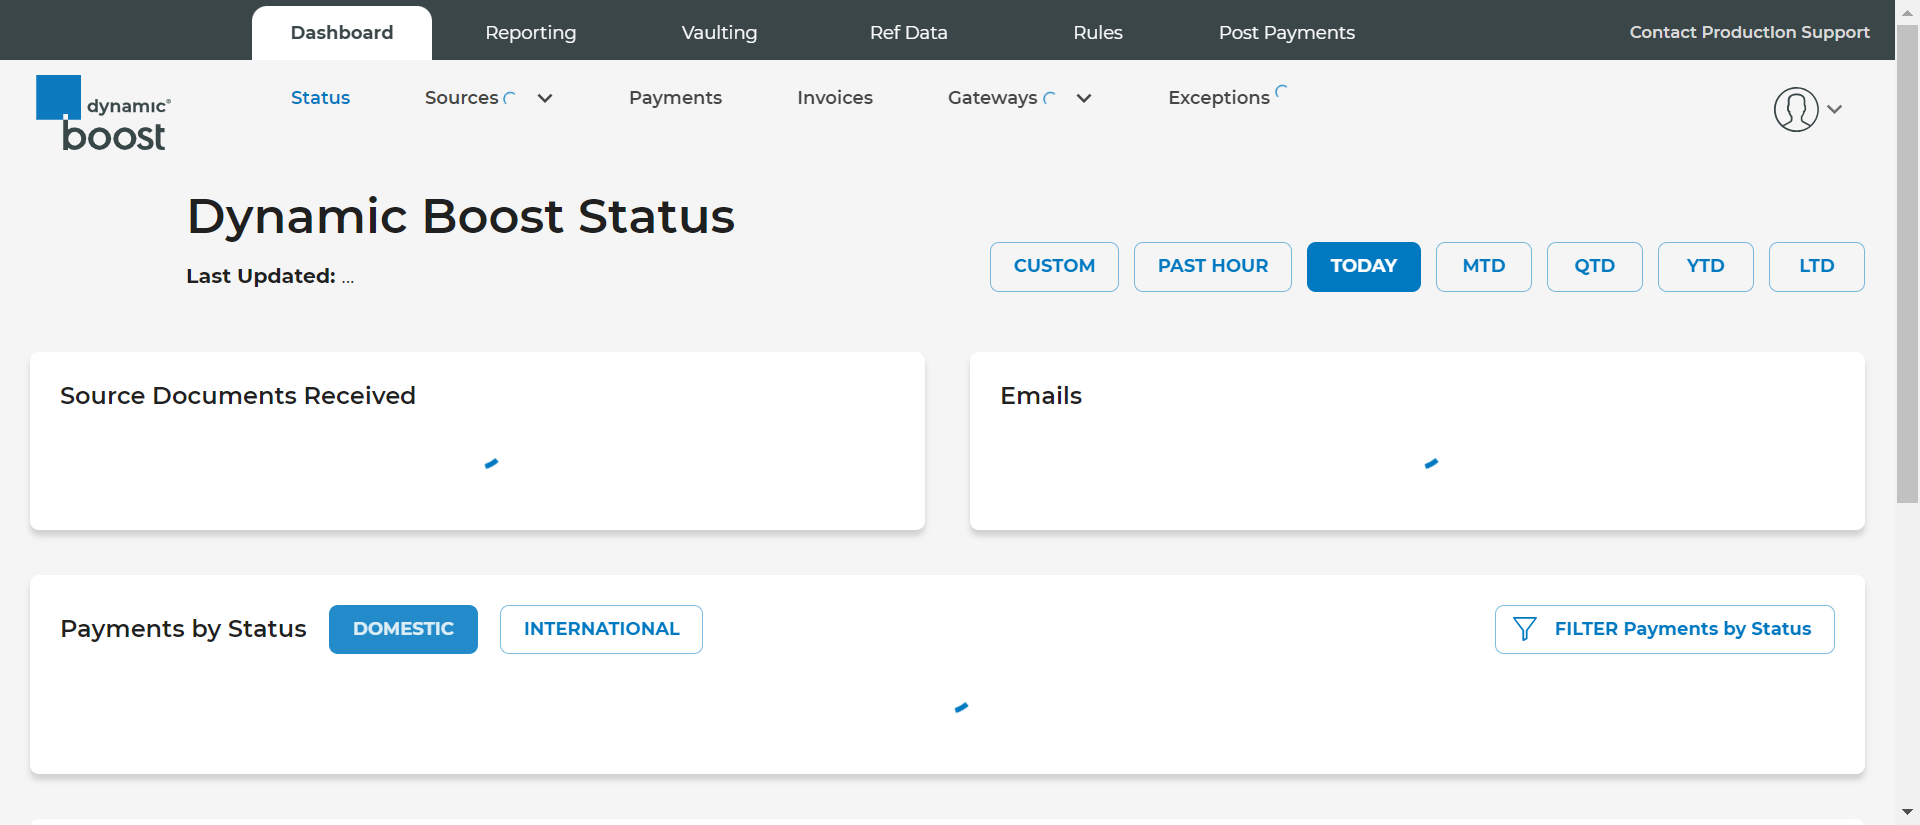 Dashboard Reporting Vaulting Ref Data Rules Post Payments Contact Production Support
dynamic®
boost
Status Sources Payments Invoices Gateways Exceptions
Dynamic Boost Status
Last Updated: ...
CUSTOM PAST HOUR TODAY MTD QTD YTD LTD
Source Documents Received
Emails
Payments by Status DOMESTIC INTERNATIONAL FILTER Payments by Status